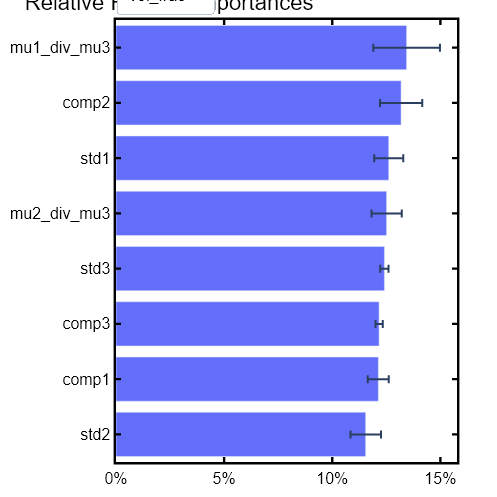 Relative portances
mu1_div_mu3
comp2
std1
mu2_div_mu3
std3
comp3
comp1
std2
0% 5% 10% 15%